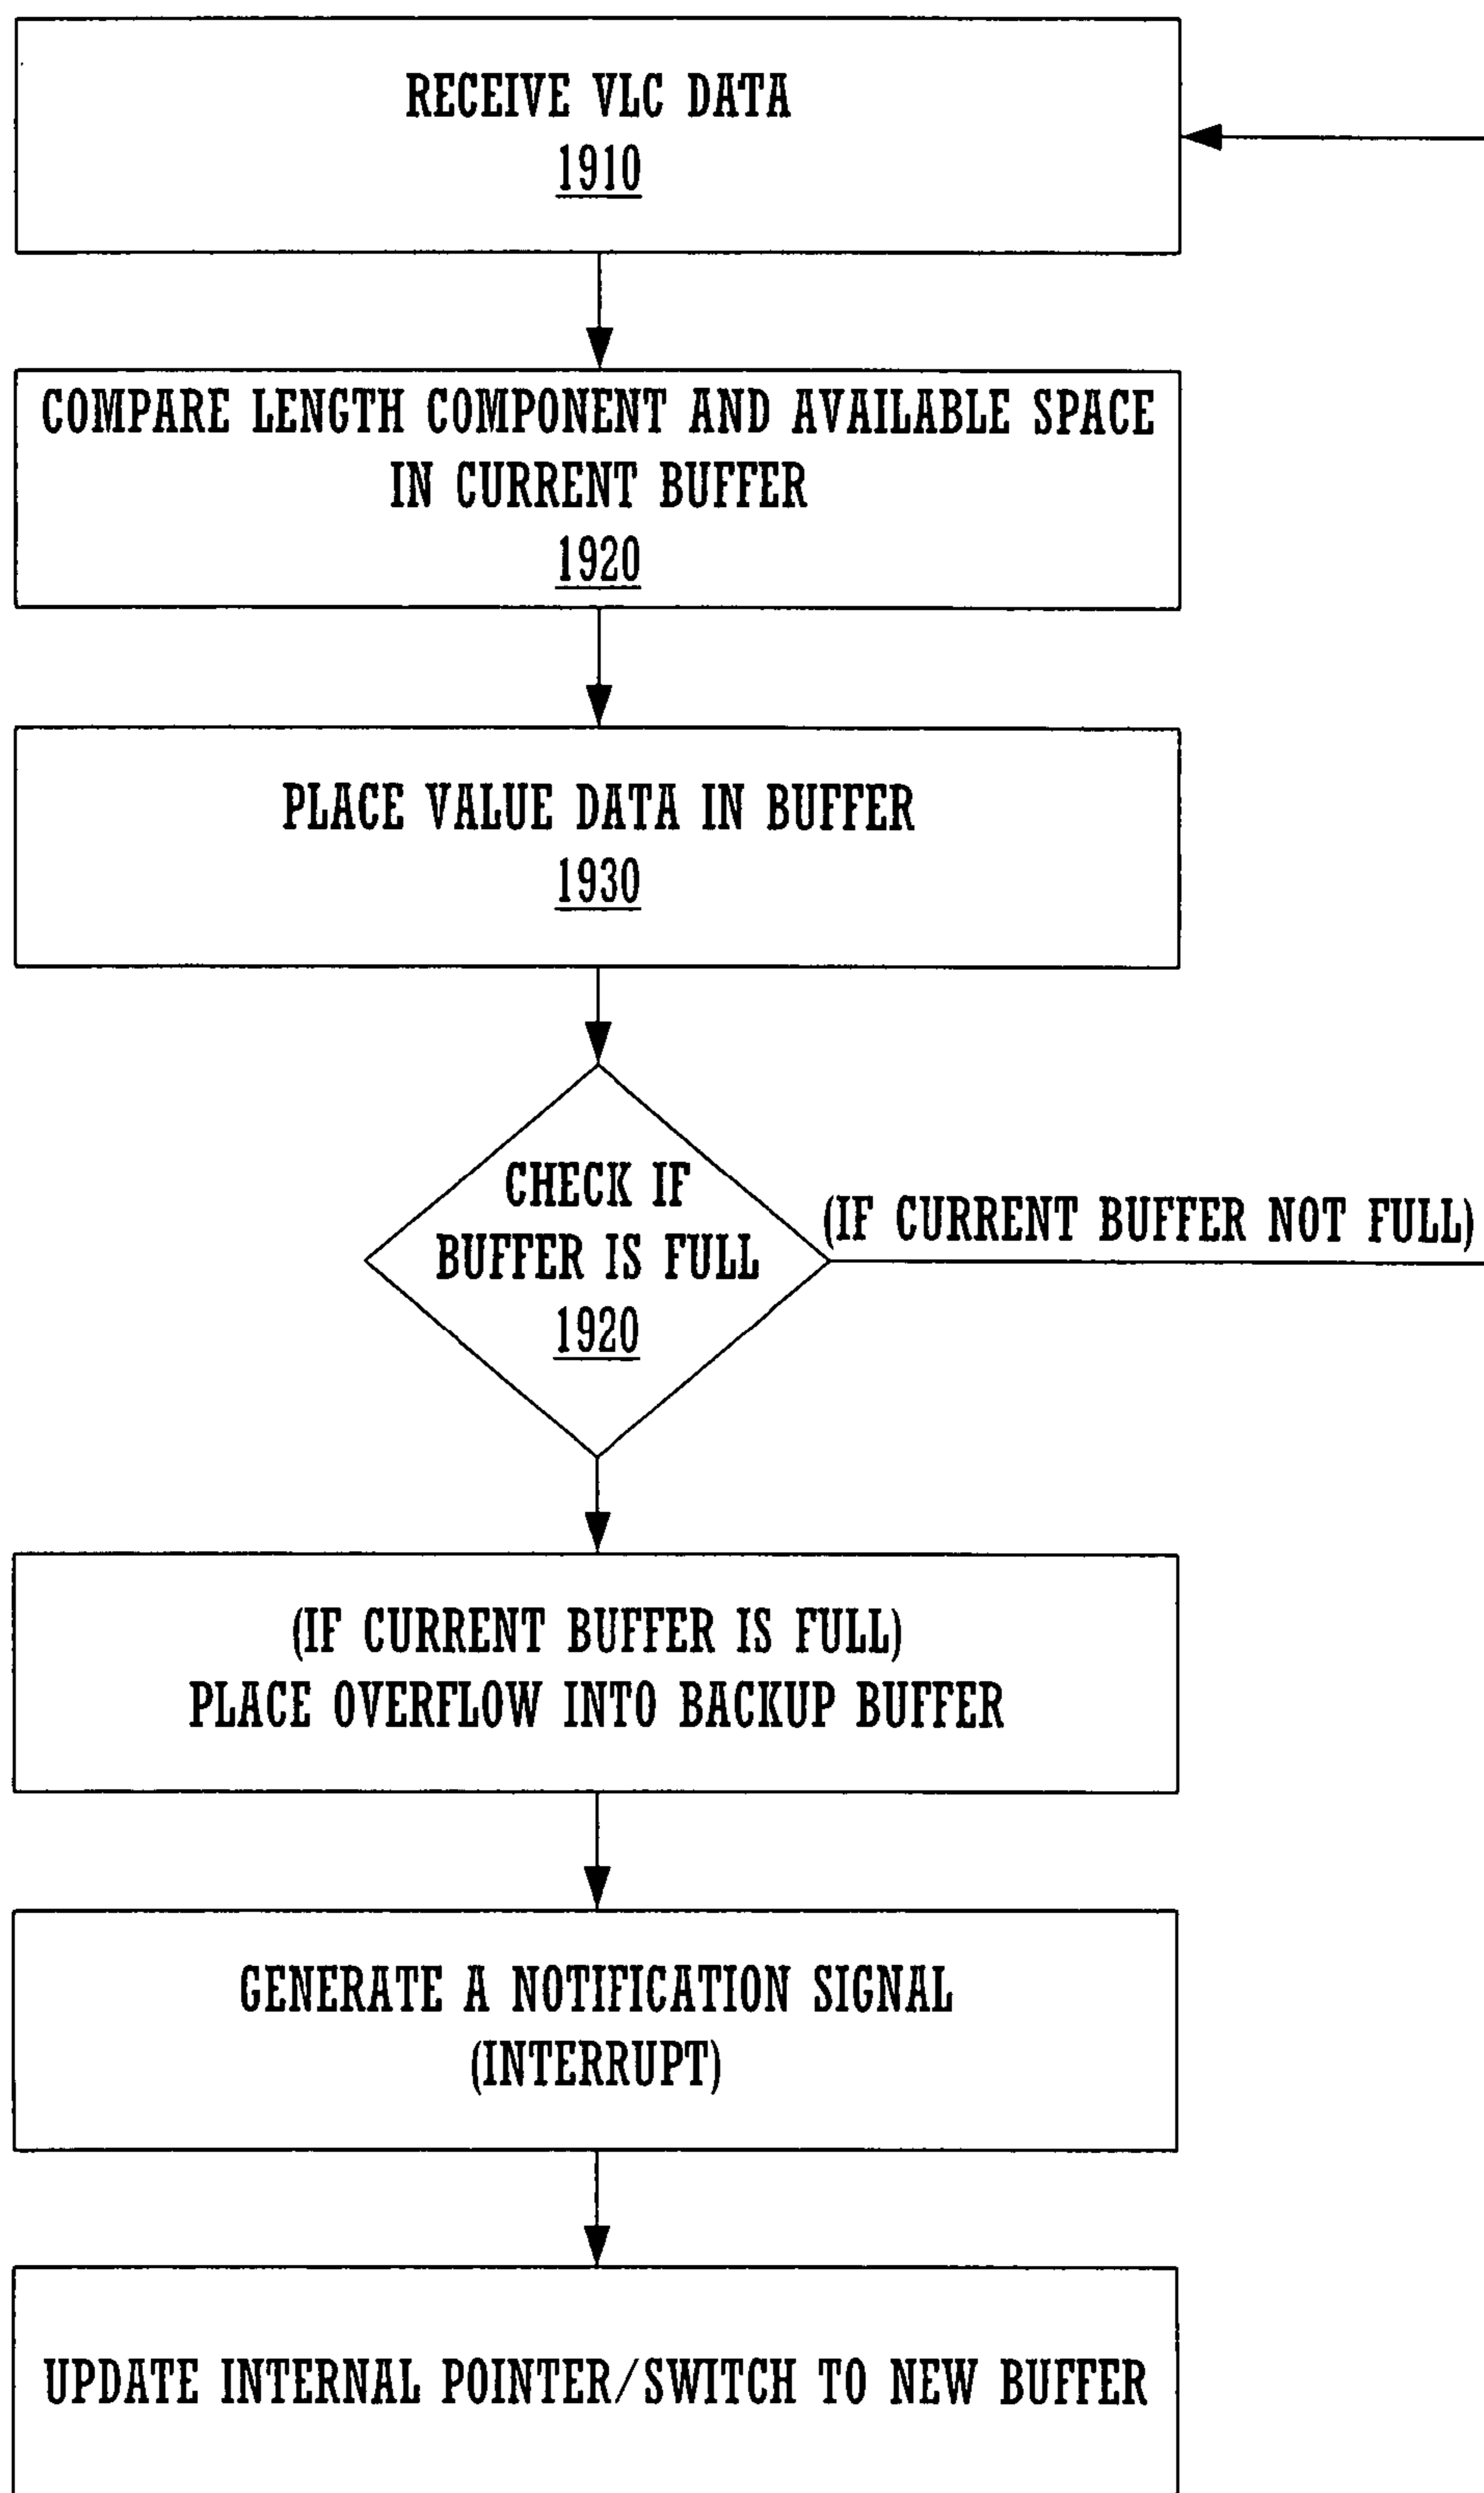 RECEIVE VLC DATA
1910
COMPARE LENGTH COMPONENT AND AVAILABLE SPACE
IN CURRENT BUFFER
1920
PLACE VALUE DATA IN BUFFER
1930
CHECK IF
BUFFER IS FULL
1920
(IF CURRENT BUFFER NOT FULL)
(IF CURRENT BUFFER IS FULL)
PLACE OVERFLOW INTO BACKUP BUFFER
GENERATE A NOTIFICATION SIGNAL
(INTERRUPT)
UPDATE INTERNAL POINTER/SWITCH TO NEW BUFFER